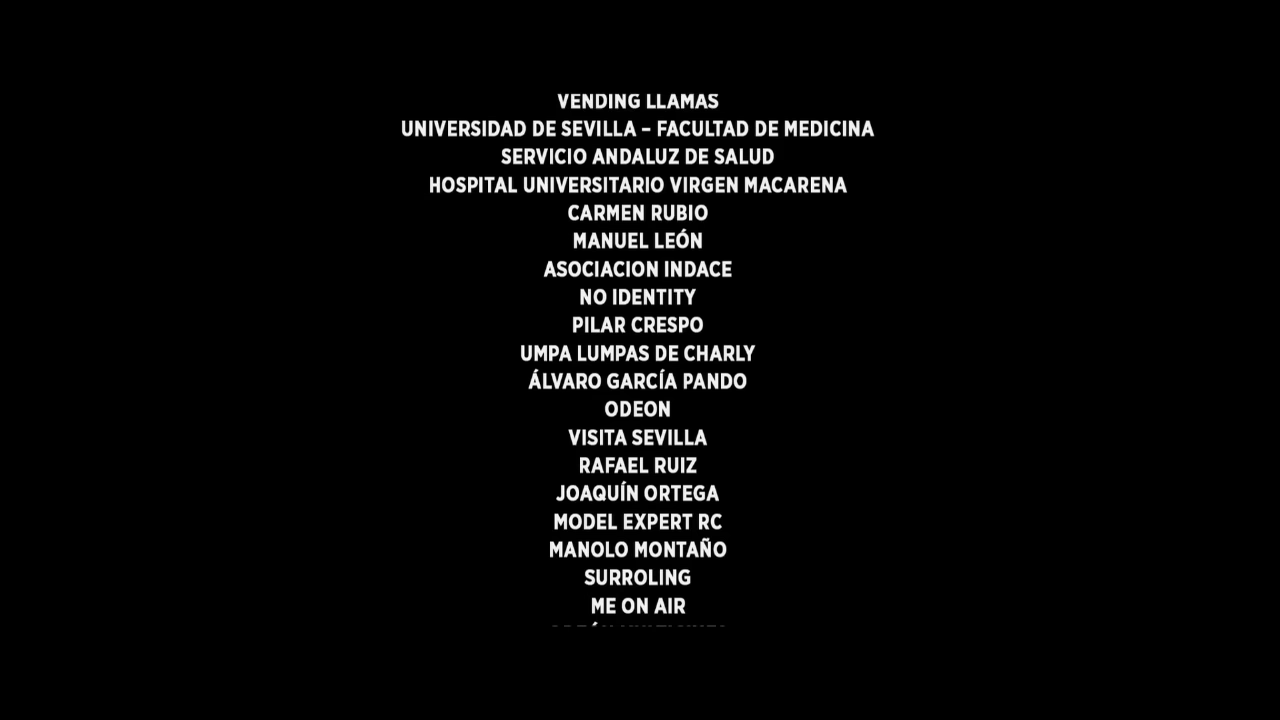 VENDING LLAMAS
UNIVERSIDAD DE SEVILLA – FACULTAD DE MEDICINA
SERVICIO ANDALUZ DE SALUD
HOSPITAL UNIVERSITARIO VIRGEN MACARENA
CARMEN RUBIO
MANUEL LEÓN
ASOCIACION INDACE
NO IDENTITY
PILAR CRESPO
UMPA LUMPAS DE CHARLY
ÁLVARO GARCÍA PANDO
ODEON
VISITA SEVILLA
RAFAEL RUIZ
JOAQUÍN ORTEGA
MODEL EXPERT RC
MANOLO MONTAÑO
SURROLING
ME ON AIR